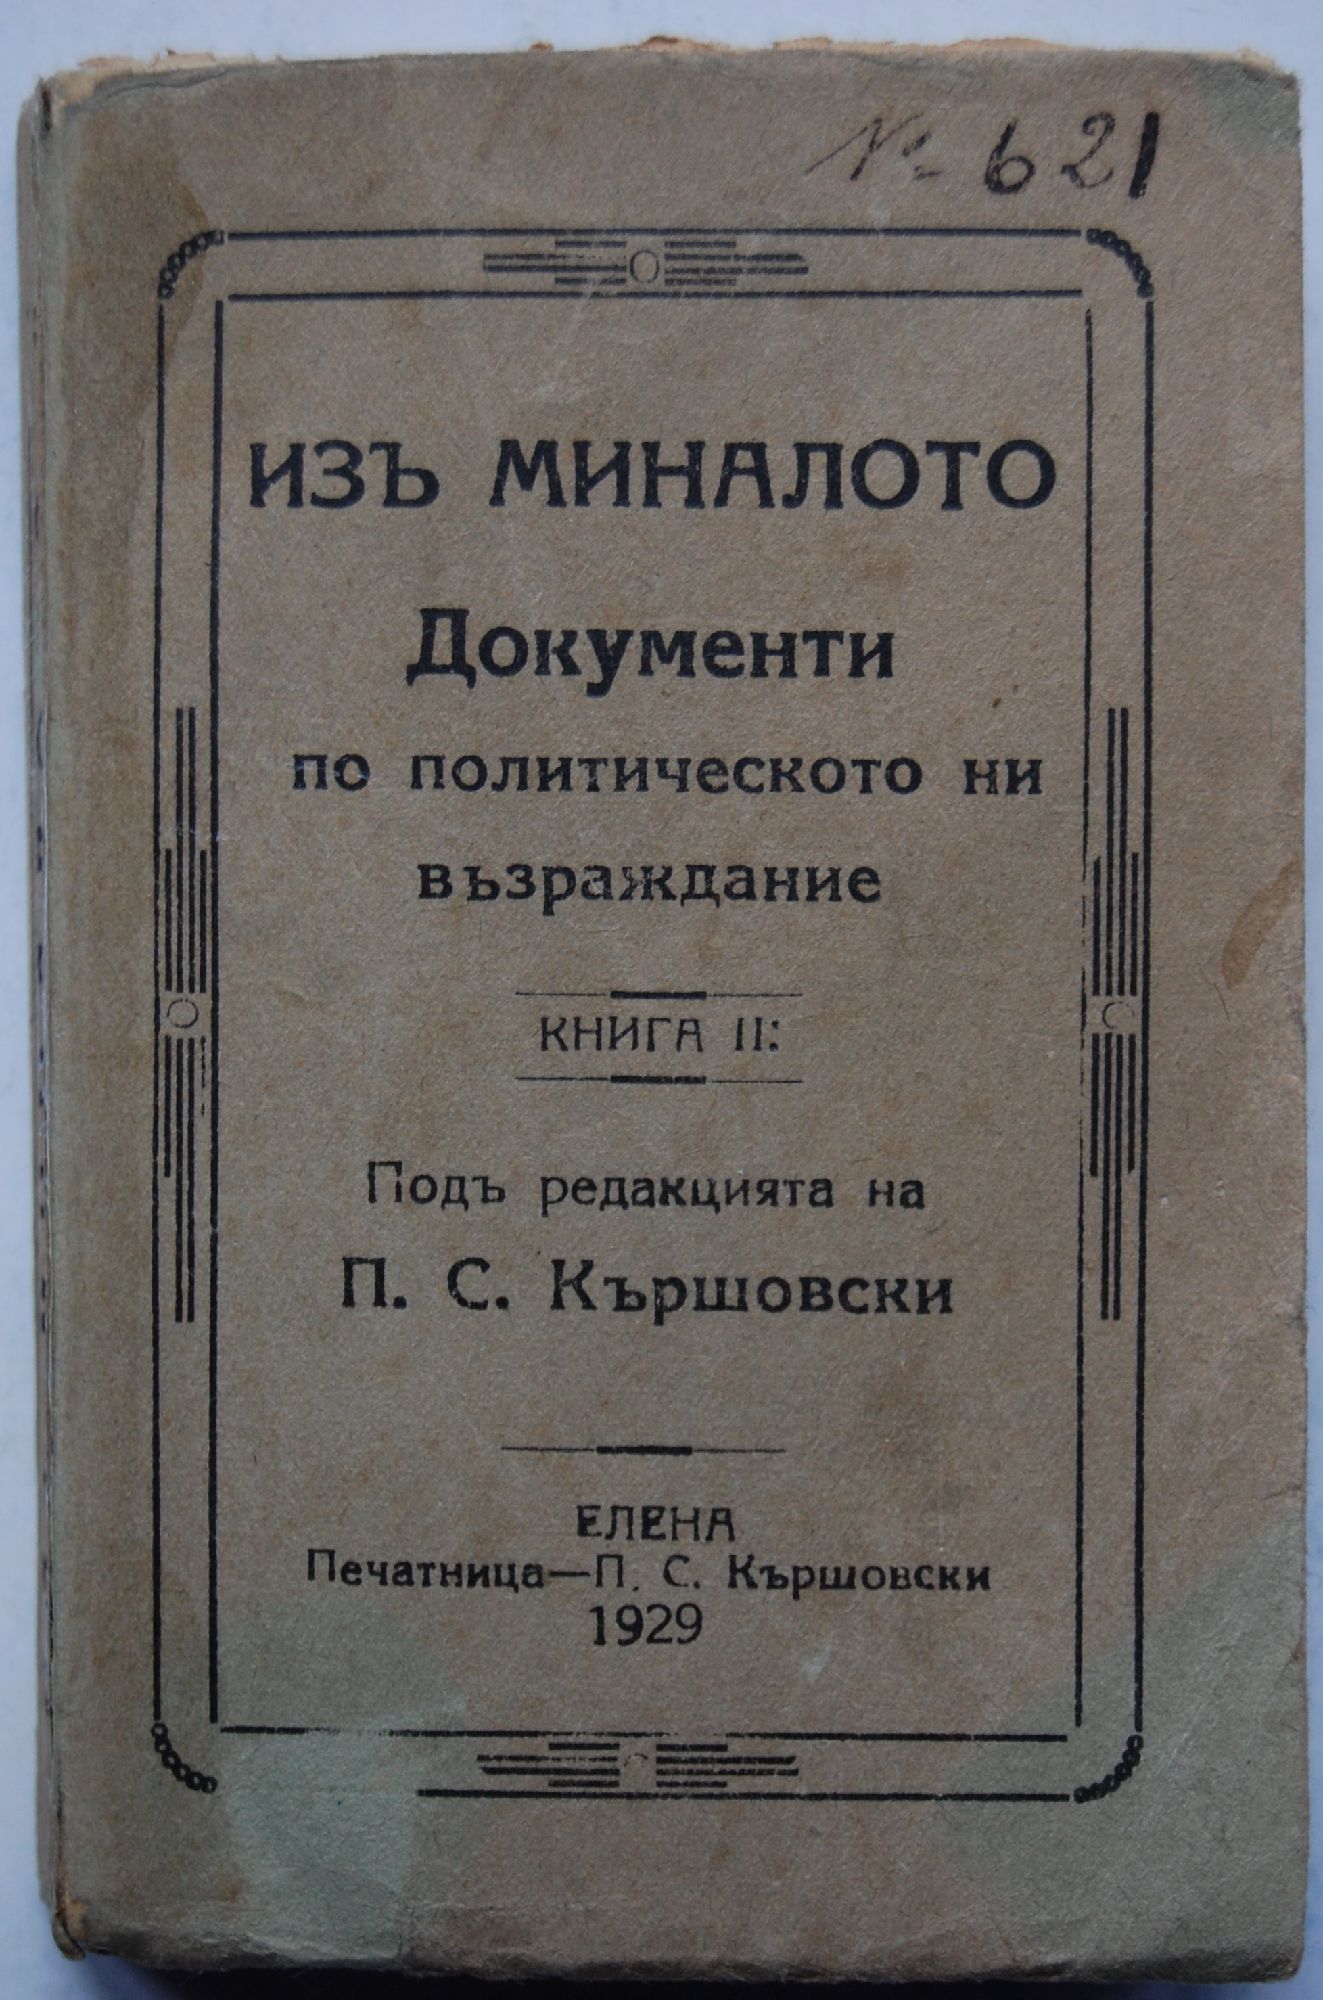 № 621
ИЗЪ МИНАЛОТО
Документи
по политическото ни
възраждание
КНИГА II:
Подъ редакцията на
П. С. Кършовски
ЕЛЕНА
Печатница—П. С. Кършовски
1929